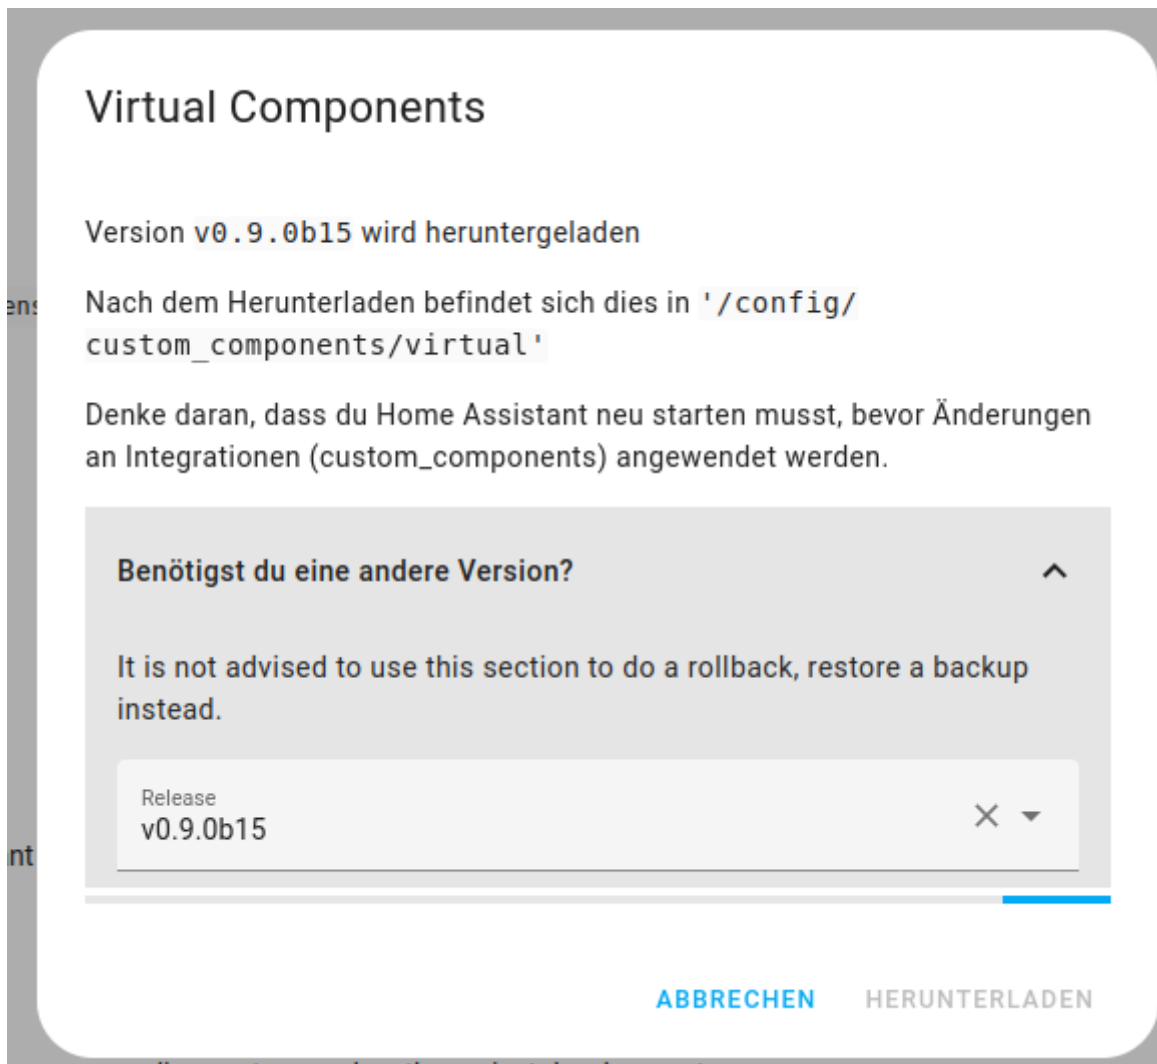 Virtual Components
Version v0.9.0b15 wird heruntergeladen
Nach dem Herunterladen befindet sich dies in '/config/
custom_components/virtual'
Denke daran, dass du Home Assistant neu starten musst, bevor Änderungen
an Integrationen (custom_components) angewendet werden.
Benötigst du eine andere Version?
It is not advised to use this section to do a rollback, restore a backup
instead.
Release
v0.9.0b15
ABBRECHEN HERUNTERLADEN